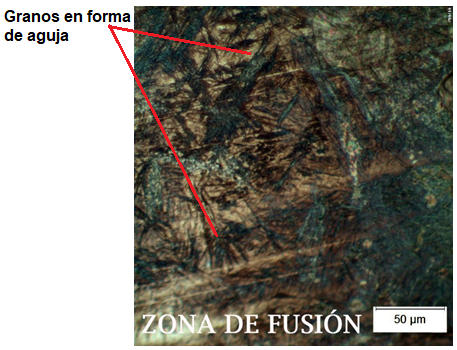 Granos en forma
de aguja
ZONA DE FUSIÓN
50 µm